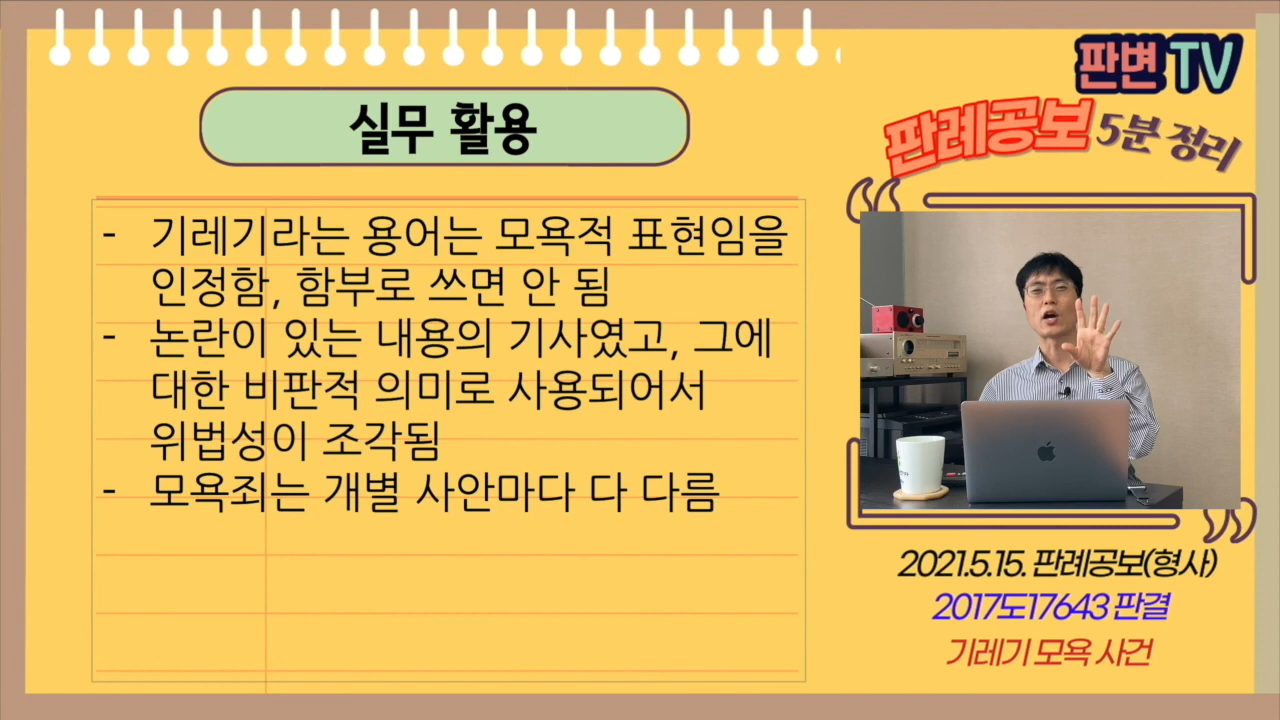 실무 활용
- 기레기라는 용어는 모욕적 표현임을
인정함, 함부로 쓰면 안 됨
- 논란이 있는 내용의 기사였고, 그에
대한 비판적 의미로 사용되어서
위법성이 조각됨
- 모욕죄는 개별 사안마다 다 다름
판변 TV
판례공보 5분 정리
2021.5.15. 판례공보(형사)
2017도17643 판결
기레기 모욕 사건